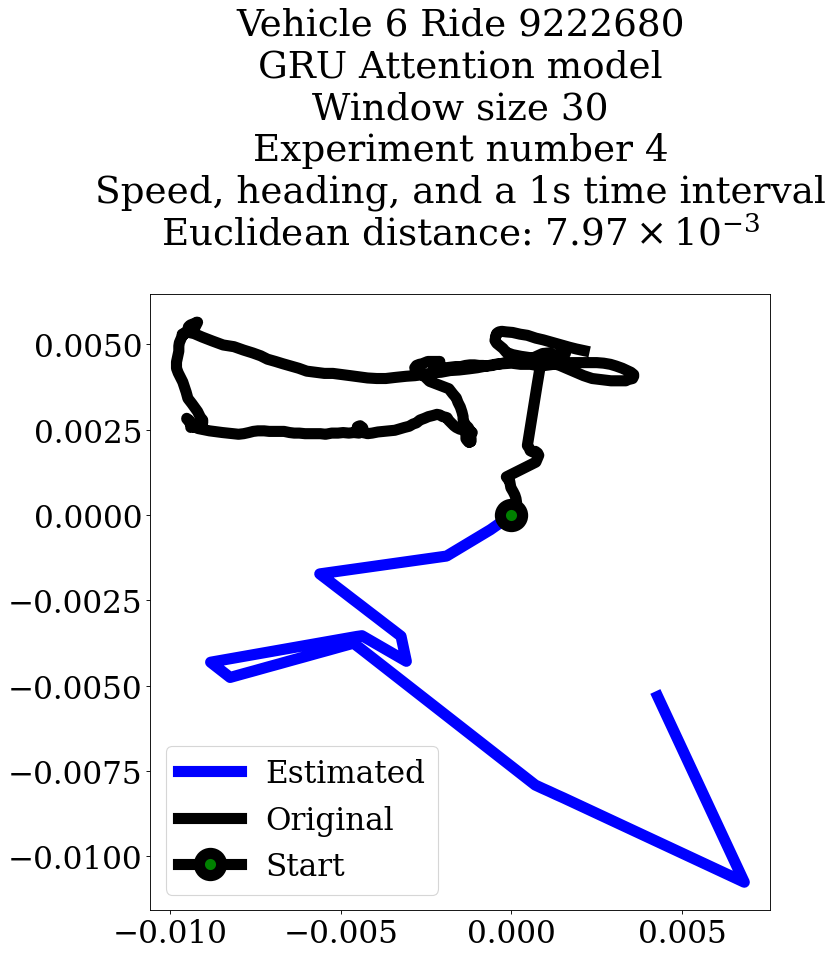 Vehicle 6 Ride 9222680
GRU Attention model
Window size 30
Experiment number 4
Speed, heading, and a 1s time interval
Euclidean distance: 7.97 × 10⁻³
0.0050
0.0025
0.0000
−0.0025
−0.0050
−0.0075
−0.0100
Estimated
Original
Start
−0.010 −0.005 0.000 0.005